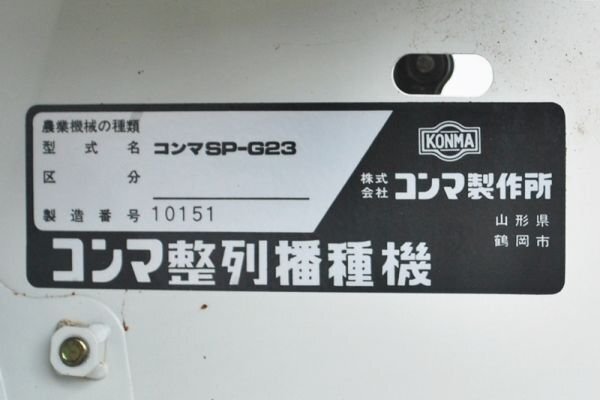 農業機械の種類
型式名 コンマSP-G23
区分
製造番号 10151
KONMA
株式会社 コンマ製作所
山形県
鶴岡市
コンマ整列播種機